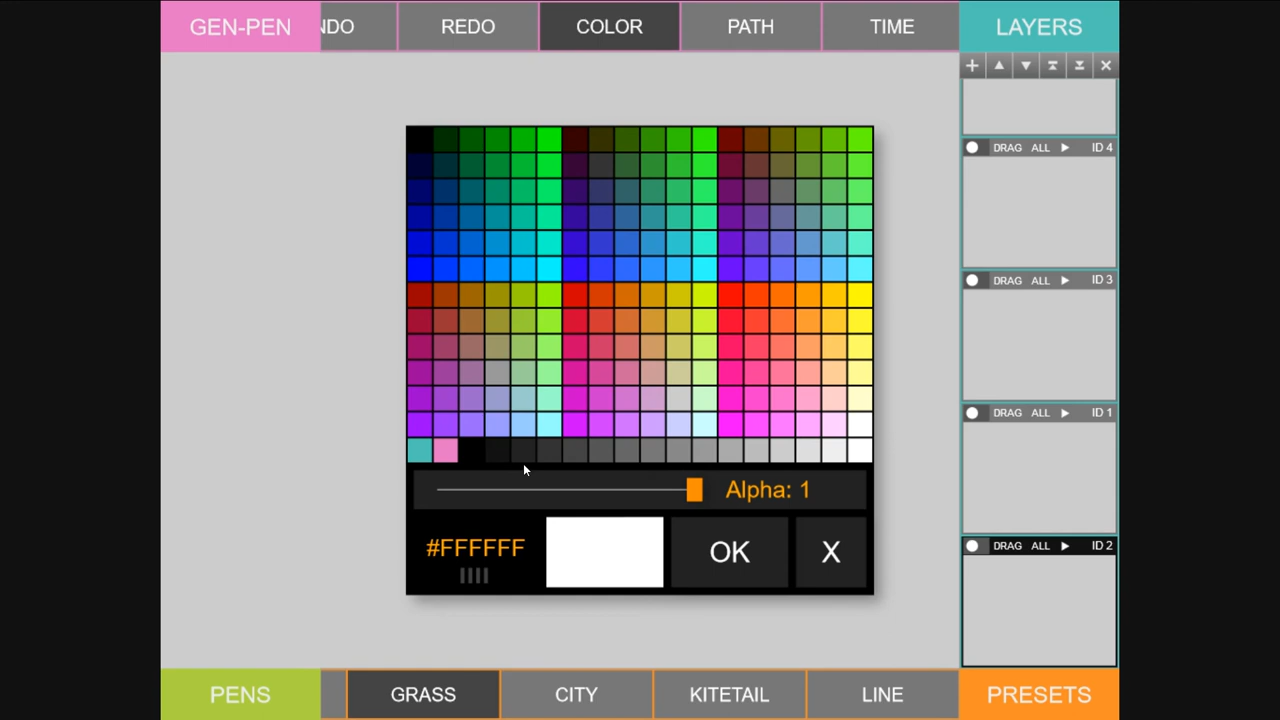 GEN-PEN
NDO
REDO
COLOR
PATH
TIME
LAYERS
DRAG ALL ID 4
DRAG ALL ID 3
DRAG ALL ID 1
DRAG ALL ID 2
Alpha: 1
#FFFFFF
OK
X
PENS
GRASS
CITY
KITETAIL
LINE
PRESETS